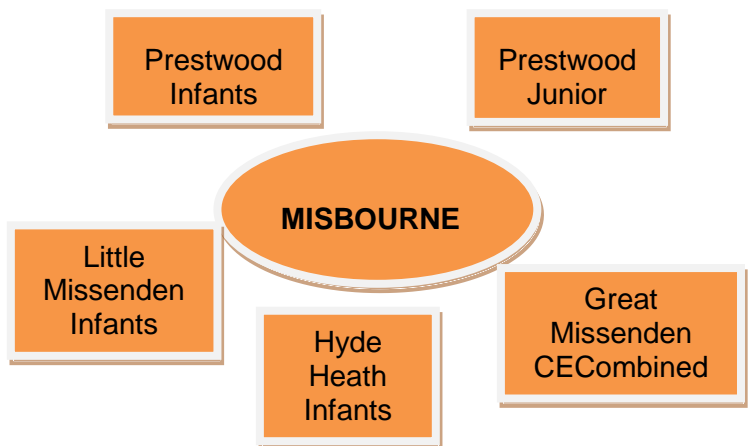 Prestwood
Infants
Prestwood
Junior
MISBOURNE
Little
Missenden
Infants
Hyde
Heath
Infants
Great
Missenden
CECombined